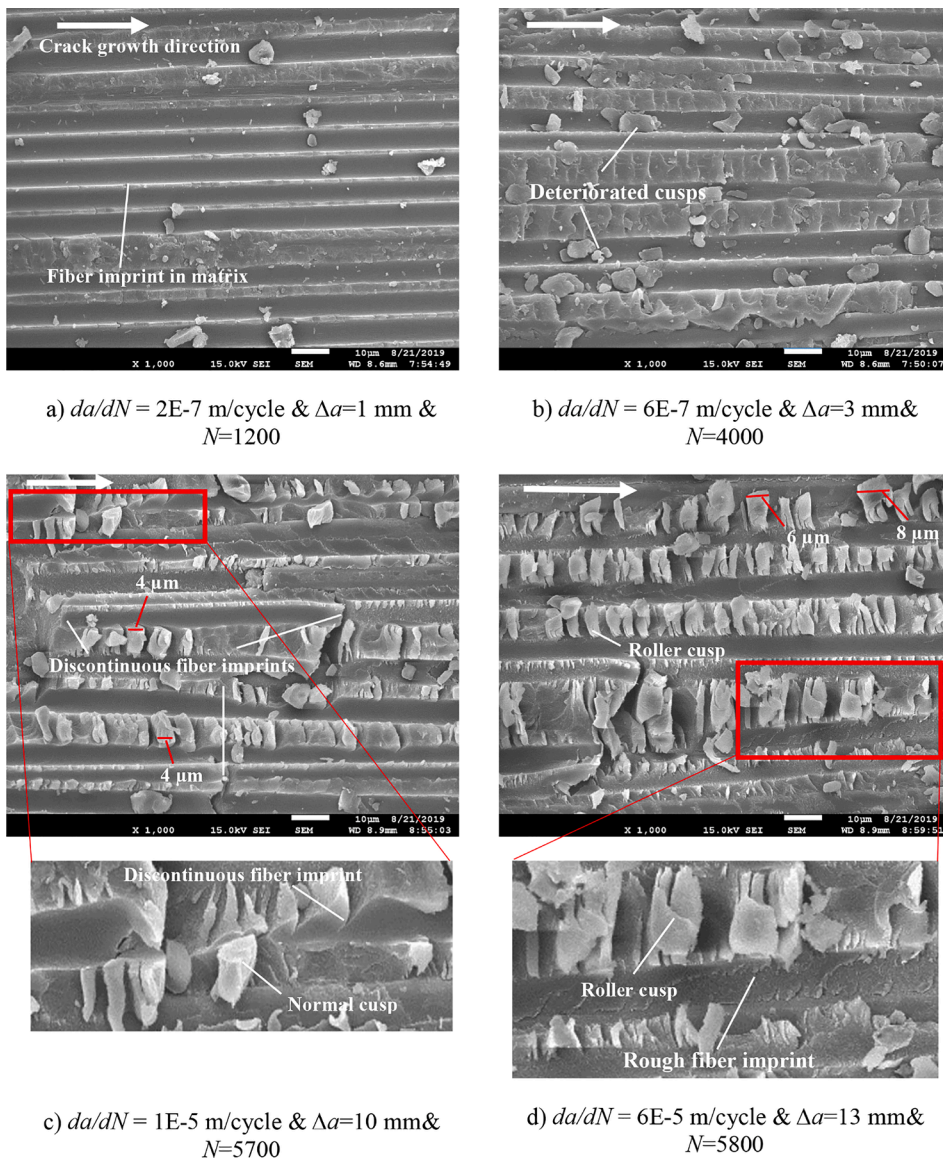 Crack growth direction
Fiber imprint in matrix
10µm 8/21/2019
X 1,000 15.0kV SEI SEM WD 8.6mm 7:54:49
Deteriorated cusps
10µm 8/21/2019
X 1,000 15.0kV SEI SEM WD 8.6mm 7:50:07
a) da/dN = 2E-7 m/cycle & Δa=1 mm &
N=1200
b) da/dN = 6E-7 m/cycle & Δa=3 mm&
N=4000
4 µm
Discontinuous fiber imprints
4 µm
10µm 8/21/2019
X 1,000 15.0kV SEI SEM WD 8.9mm 8:55:03
6 µm
8 µm
Roller cusp
10µm 8/21/2019
X 1,000 15.0kV SEI SEM WD 8.9mm 8:59:51
Discontinuous fiber imprint
Normal cusp
Roller cusp
Rough fiber imprint
c) da/dN = 1E-5 m/cycle & Δa=10 mm&
N=5700
d) da/dN = 6E-5 m/cycle & Δa=13 mm&
N=5800